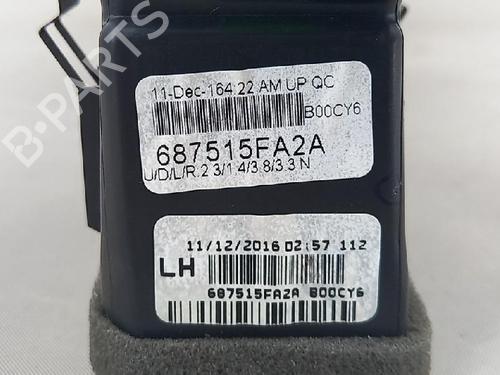 B-PARTS
11-Dec-164:22 AM UP QC
B00CY6
687515FA2A
U/D/L/R.2.3/1.4/3.8/3.3 N
11/12/2016 02:57 112
LH
687515FA2A B00CY6